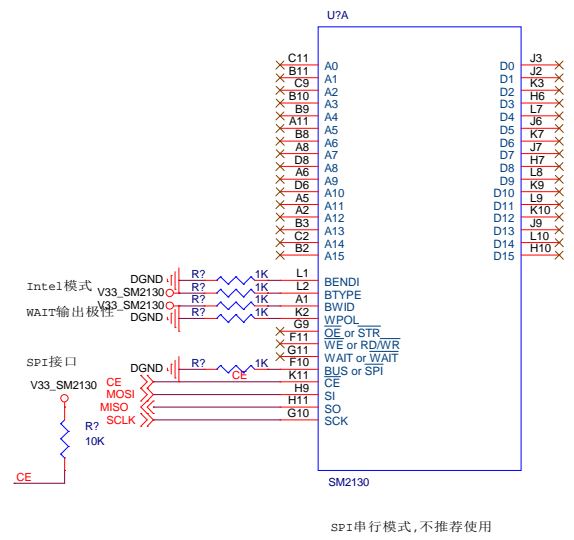 U?A
C11 A0 D0 J3
B11 A1 D1 J2
C9 A2 D2 K3
B10 A3 D3 H6
B9 A4 D4 L7
A11 A5 D5 J6
B8 A6 D6 K7
A8 A7 D7 J7
D8 A8 D8 H7
A6 A9 D9 L8
D6 A10 D10 K9
A5 A11 D11 L9
A2 A12 D12 K10
B3 A13 D13 J9
C2 A14 D14 L10
B2 A15 D15 H10
DGND R? 1K L1 BENDI
Intel模式 V33_SM2130 R? 1K L2 BTYPE
V33_SM2130 R? 1K A1 BWID
WAIT输出极性 DGND R? 1K K2 WPOL
G9 OE or STR
F11 WE or RD/WR
G11 WAIT or WAIT
SPI接口 DGND R? 1K F10 BUS or SPI
V33_SM2130 CE CE K11 CE
MOSI H9 SI
MISO H11 SO
SCLK G10 SCK
R?
10K
CE
SM2130
SPI串行模式,不推荐使用